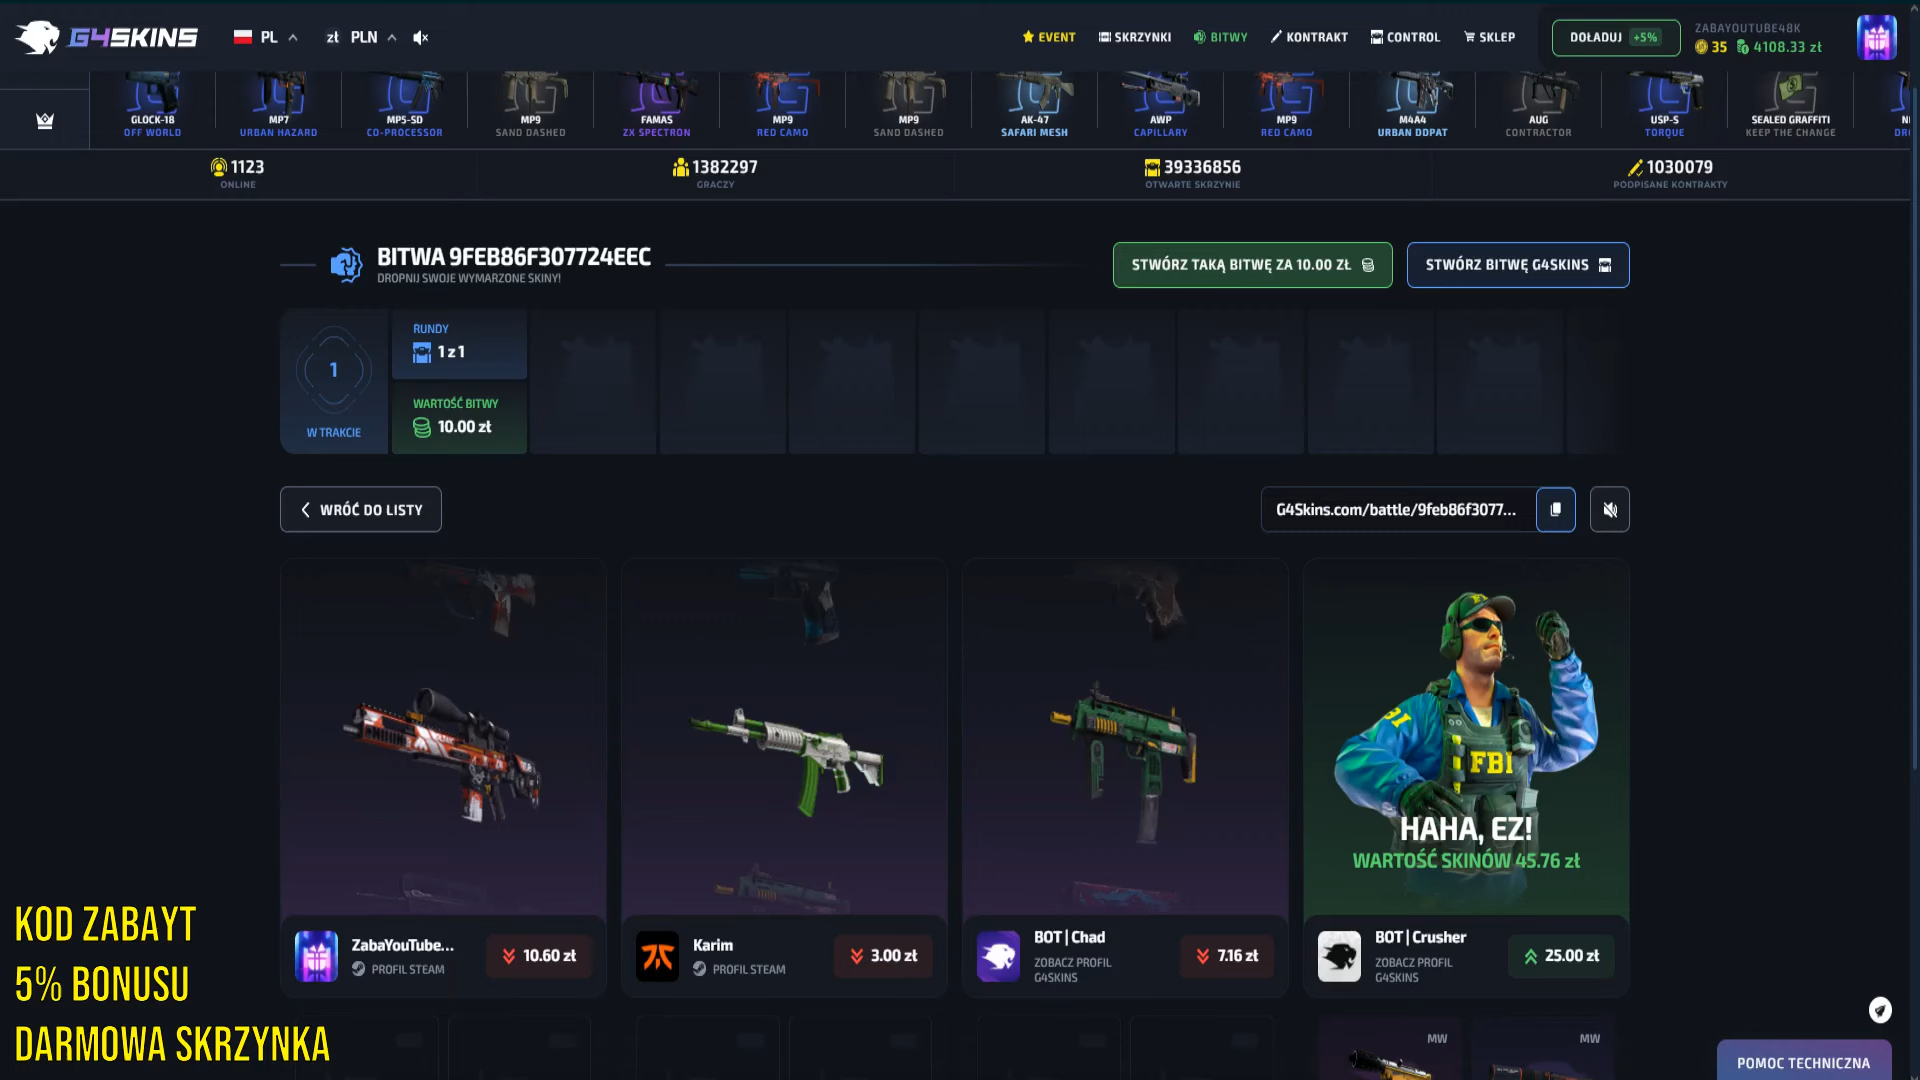 G4SKINS
PL
zł PLN
EVENT
SKRZYNKI
BITWY
KONTRAKT
CONTROL
SKLEP
DOŁADUJ +5%
ZABAYOUTUBE48K
35 4108.33 zł
GLOCK-18
OFF WORLD
MP7
URBAN HAZARD
MP5-SD
CO-PROCESSOR
MP9
SAND DASHED
FAMAS
ZX SPECTRON
MP9
RED CAMO
MP9
SAND DASHED
AK-47
SAFARI MESH
AWP
CAPILLARY
MP9
RED CAMO
M4A4
URBAN DDPAT
AUG
CONTRACTOR
USP-S
TORQUE
SEALED GRAFFITI
KEEP THE CHANGE
1123
ONLINE
1382297
GRACZY
39336856
OTWARTE SKRZYNIE
1030079
PODPISANE KONTRAKTY
BITWA 9FEB86F307724EEC
DROPNIJ SWOJE WYMARZONE SKINY!
STWÓRZ TAKĄ BITWĘ ZA 10.00 ZŁ
STWÓRZ BITWĘ G4SKINS
1
W TRAKCIE
RUNDY
1 z 1
WARTOŚĆ BITWY
10.00 zł
WRÓĆ DO LISTY
G4Skins.com/battle/9feb86f3077...
FBI
HAHA, EZ!
WARTOŚĆ SKINÓW 45.76 zł
ZabaYouTube...
PROFIL STEAM
10.60 zł
Karim
PROFIL STEAM
3.00 zł
BOT | Chad
ZOBACZ PROFIL
G4SKINS
7.16 zł
BOT | Crusher
ZOBACZ PROFIL
G4SKINS
25.00 zł
MW
MW
KOD ZABAYT
5% BONUSU
DARMOWA SKRZYNKA
POMOC TECHNICZNA